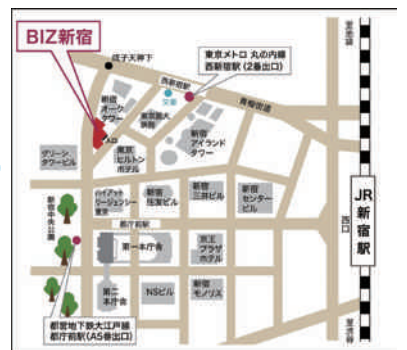 BIZ新宿
成子天神下
東京メトロ 丸の内線
西新宿駅(2番出口)
西新宿駅
交番
青梅街道
新宿
オーク
タワー
東京医大
病院
新宿
アイランド
タワー
入口
グリーン
タワービル
東京
ヒルトン
ホテル
新宿中央公園
ハイアット
リージェンシー
東京
新宿
住友ビル
新宿
三井ビル
新宿
センター
ビル
都庁前駅
第一本庁舎
京王
プラザ
ホテル
西口
JR新宿駅
第二
本庁舎
NSビル
新宿
モノリス
都営地下鉄大江戸線
都庁前駅(A5番出口)